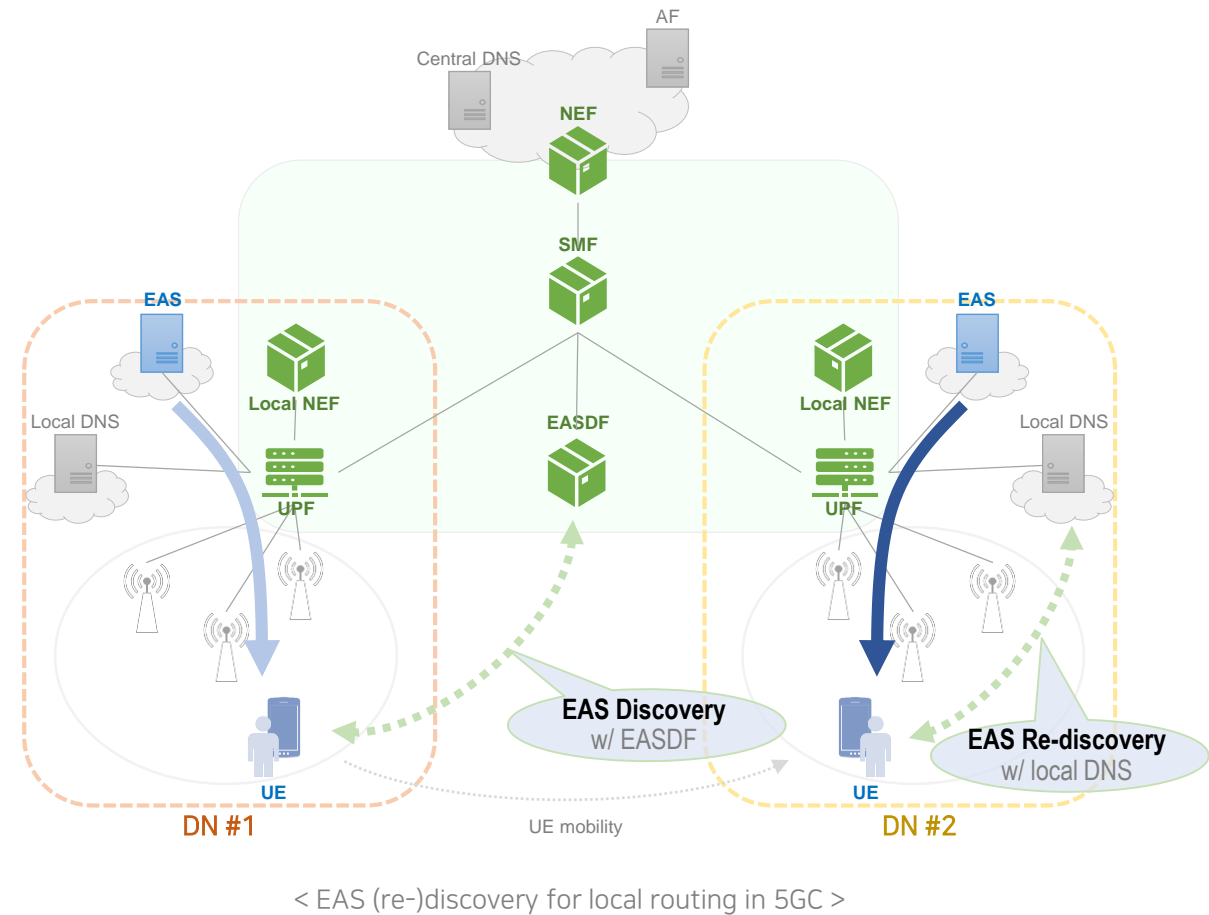 AF
Central DNS
NEF
SMF
EAS
EAS
Local NEF
Local NEF
Local DNS
EASDF
Local DNS
UPF
UPF
EAS Discovery
w/ EASDF
EAS Re-discovery
w/ local DNS
UE
UE
DN #1
UE mobility
DN #2
< EAS (re-)discovery for local routing in 5GC >